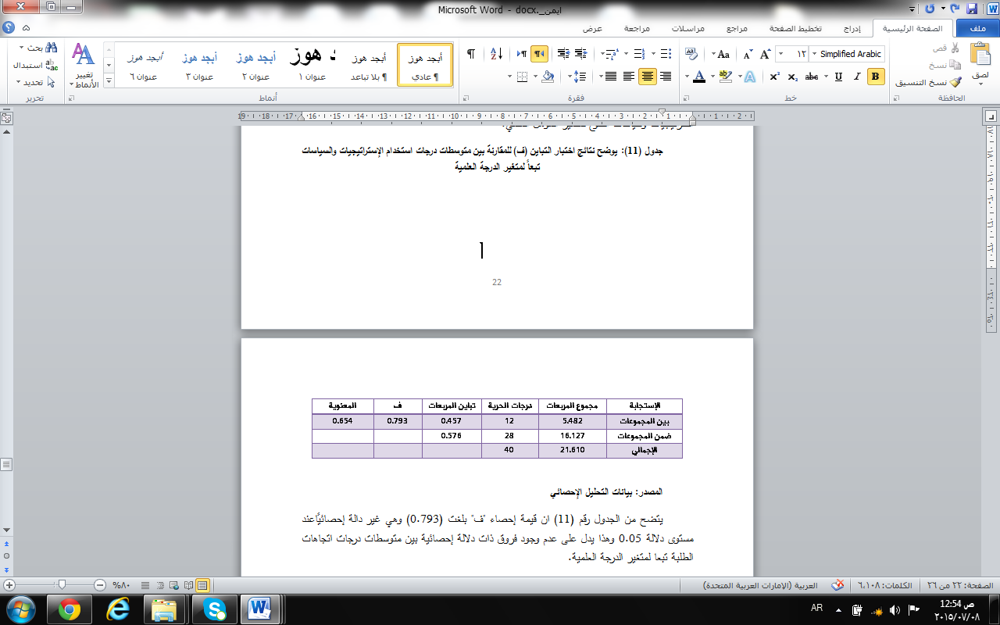 ايمن_.docx - Microsoft Word
ملف الصفحة الرئيسية إدراج تخطيط الصفحة مراجع مراسلات مراجعة عرض
لصق
قص
نسخ
نسخ التنسيق
الحافظة
Simplified Arabic ١٢
خط
فقرة
أبجد هوز أبجد هوز هوز أبجد هوز أبجد هوز أبجد هوز
¶ عادي ¶ بلا تباعد عنوان ١ عنوان ٢ عنوان ٣ عنوان ٦
تغيير
الأنماط
أنماط
بحث
استبدال
تحديد
تحرير
جدول (11): يوضح نتائج اختبار التباين (ف) للمقارنة بين متوسطات درجات استخدام الإستراتيجيات والسياسات
تبعاً لمتغير الدرجة العلمية
22
الإستجابة مجموع المربعات درجات الحرية تباين المربعات ف المعنوية
بين المجموعات 5.482 12 0.457 0.793 0.654
ضمن المجموعات 16.127 28 0.576
الإجمالي 21.610 40
المصدر: بيانات التحليل الإحصائي
يتضح من الجدول رقم (11) ان قيمة إحصاء "ف" بلغت (0.793) وهي غير دالة إحصائيًّاعند
مستوى دلالة 0.05 وهذا يدل على عدم وجود فروق ذات دلالة إحصائية بين متوسطات درجات اتجاهات
الطلبة تبعا لمتغير الدرجة العلمية.
الصفحة: ٢٢ من ٢٦ الكلمات: ٦،١٠٨ العربية (الإمارات العربية المتحدة) ٨٠%
AR
12:54 ص
٢٠١٥/٠٧/٠٨